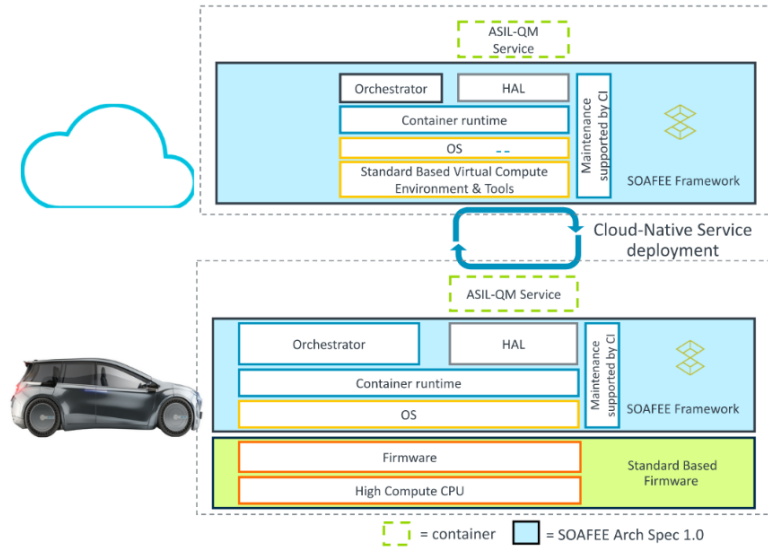 ASIL-QM
Service
Orchestrator
HAL
Container runtime
OS
--
Standard Based Virtual Compute
Environment & Tools
Maintenance
supported by CI
SOAFEE Framework
Cloud-Native Service
deployment
ASIL-QM Service
Orchestrator
HAL
Container runtime
OS
Maintenance
supported by CI
SOAFEE Framework
Firmware
High Compute CPU
Standard Based
Firmware
= container
= SOAFEE Arch Spec 1.0